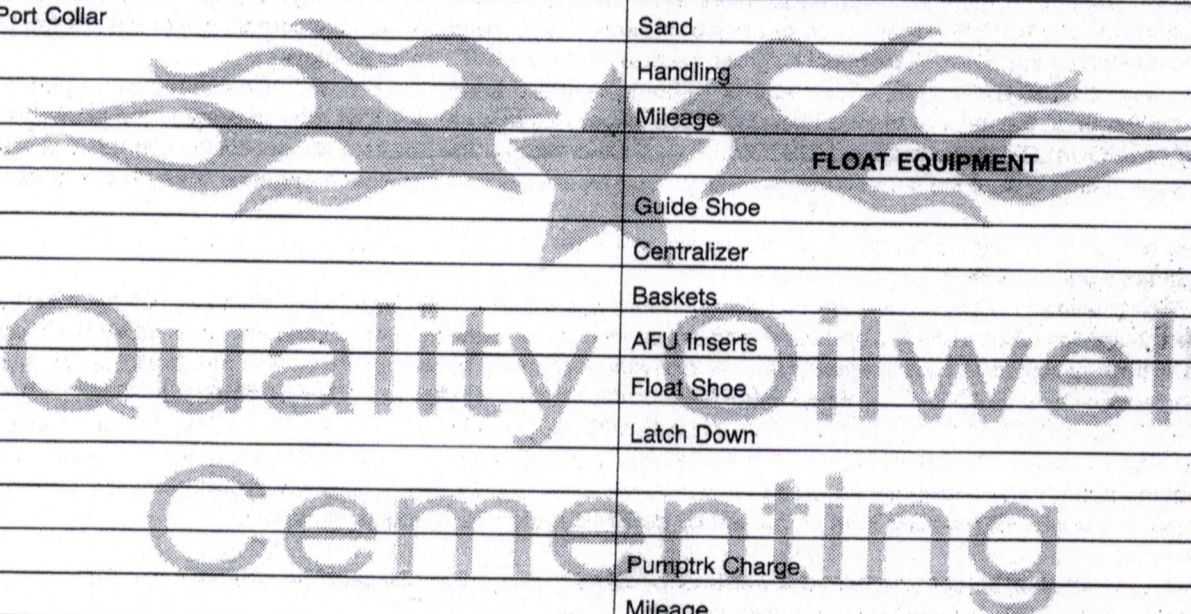 Port Collar
Sand
Handling
Mileage
FLOAT EQUIPMENT
Guide Shoe
Centralizer
Baskets
AFU Inserts
Float Shoe
Latch Down
Pumptrk Charge
Mileage
Quality Oilwel
Cementing